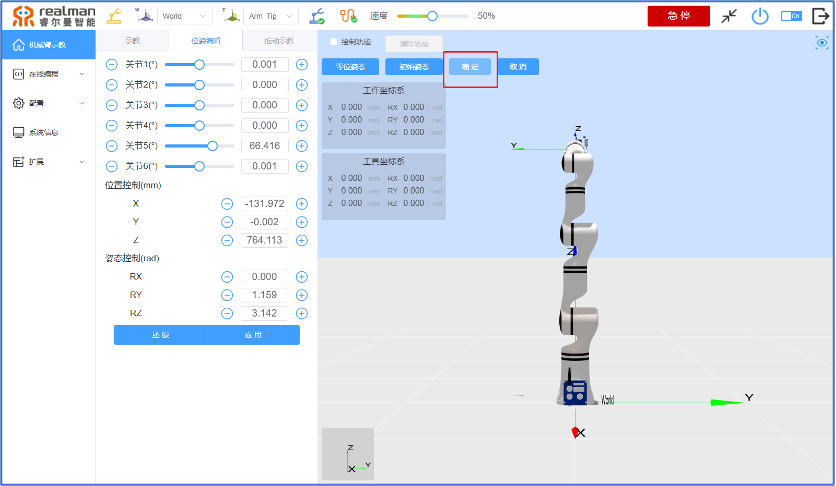 realman
睿尔曼智能
W World T Arm_Tip 速度 50% 急停 Cn
机械臂示教
在线编程
配置
系统信息
扩展
示教 位姿编辑 拖动示教
关节1(°) 0.001
关节2(°) 0.000
关节3(°) 0.000
关节4(°) 0.000
关节5(°) 66.416
关节6(°) 0.001
位置控制(mm)
X -131.972
Y -0.002
Z 764.113
姿态控制(rad)
RX 0.000
RY 1.159
RZ 3.142
还原 应用
绘制轨迹 清除轨迹
零位姿态 初始姿态 确定 取消
工作坐标系
X 0.000 mm RX 0.000 rad
Y 0.000 mm RY 0.000 rad
Z 0.000 mm RZ 0.000 rad
工具坐标系
X 0.000 mm RX 0.000 rad
Y 0.000 mm RY 0.000 rad
Z 0.000 mm RZ 0.000 rad
Z
Y
Z
World
Y
X
Z
Y
X